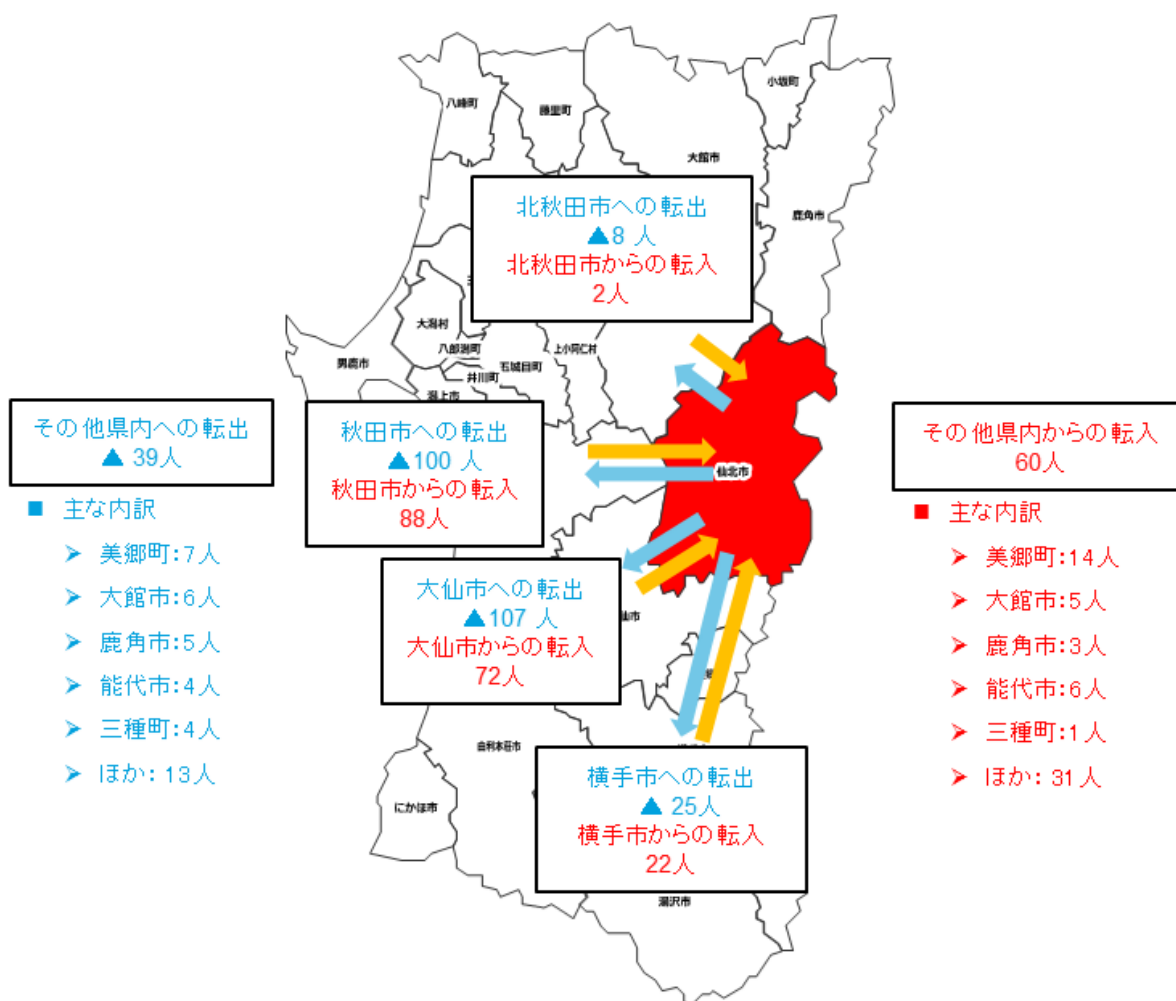 小坂町
八峰町
藤里町
大館市
鹿角市
北秋田市への転出
▲8 人
北秋田市からの転入
2人
大潟村
八郎潟町
上小阿仁村
五城目町
男鹿市
井川町
潟上市
その他県内への転出
▲ 39人
■ 主な内訳
➢ 美郷町:7人
➢ 大館市:6人
➢ 鹿角市:5人
➢ 能代市:4人
➢ 三種町:4人
➢ ほか: 13人
秋田市への転出
▲100 人
秋田市からの転入
88人
仙北市
その他県内からの転入
60人
■ 主な内訳
➢ 美郷町:14人
➢ 大館市:5人
➢ 鹿角市:3人
➢ 能代市:6人
➢ 三種町:1人
➢ ほか: 31人
大仙市への転出
▲107 人
大仙市からの転入
72人
仙市
由利本荘市
にかほ市
横手市への転出
▲ 25人
横手市からの転入
22人
湯沢市